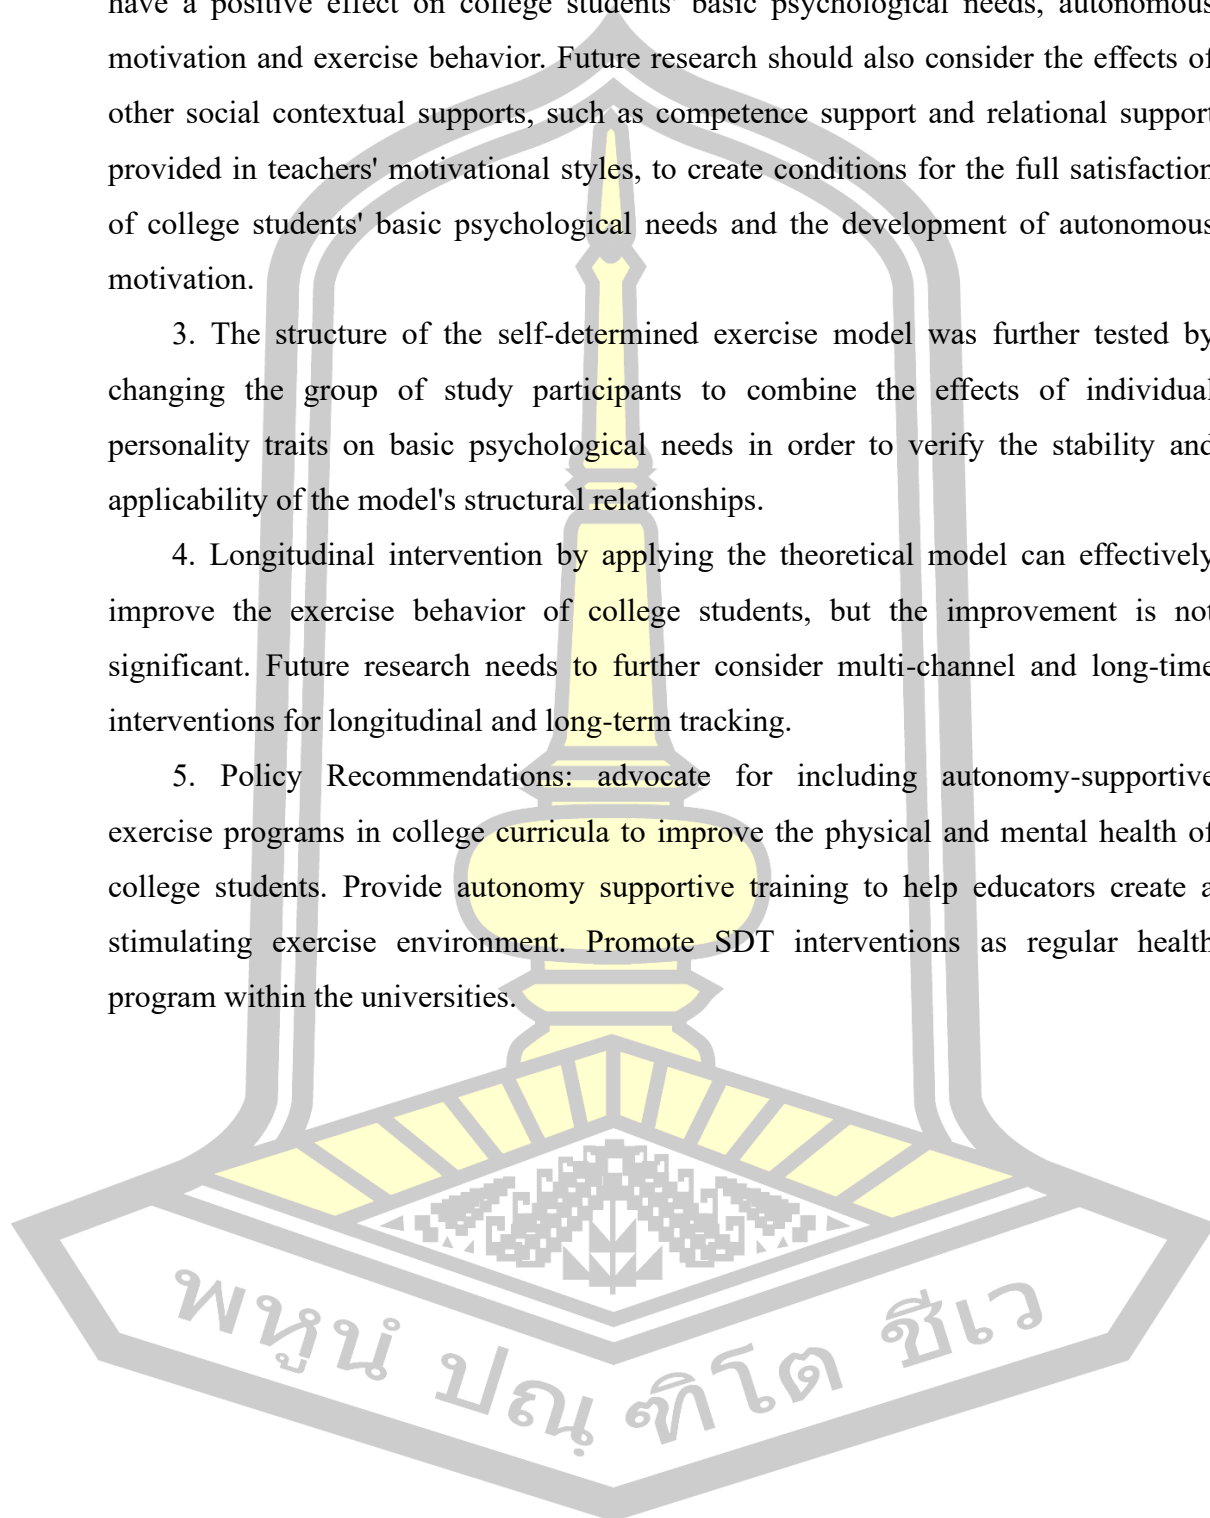 have a positive effect on college students' basic psychological needs, autonomous
motivation and exercise behavior. Future research should also consider the effects of
other social contextual supports, such as competence support and relational support
provided in teachers' motivational styles, to create conditions for the full satisfaction
of college students' basic psychological needs and the development of autonomous
motivation.
3. The structure of the self-determined exercise model was further tested by
changing the group of study participants to combine the effects of individual
personality traits on basic psychological needs in order to verify the stability and
applicability of the model's structural relationships.
4. Longitudinal intervention by applying the theoretical model can effectively
improve the exercise behavior of college students, but the improvement is not
significant. Future research needs to further consider multi-channel and long-time
interventions for longitudinal and long-term tracking.
5. Policy Recommendations: advocate for including autonomy-supportive
exercise programs in college curricula to improve the physical and mental health of
college students. Provide autonomy supportive training to help educators create a
stimulating exercise environment. Promote SDT interventions as regular health
program within the universities.
พหูนํ ปณฺฑิโต ชีเว